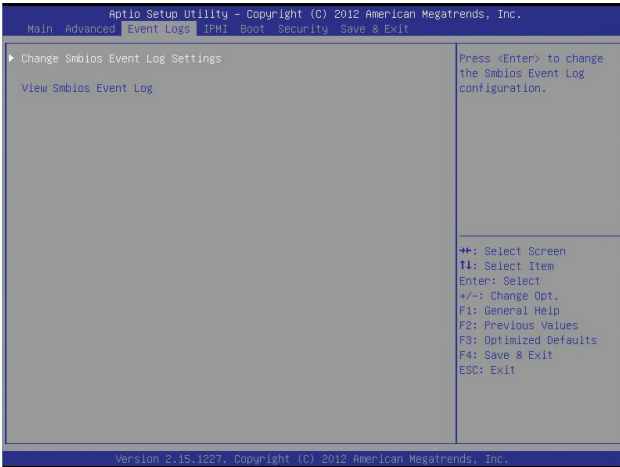 Aptio Setup Utility – Copyright (C) 2012 American Megatrends, Inc.
Main Advanced Event Logs IPMI Boot Security Save & Exit
Change Smbios Event Log Settings
View Smbios Event Log
Press <Enter> to change
the Smbios Event Log
configuration.
→←: Select Screen
↑↓: Select Item
Enter: Select
+/-: Change Opt.
F1: General Help
F2: Previous Values
F3: Optimized Defaults
F4: Save & Exit
ESC: Exit
Version 2.15.1227. Copyright (C) 2012 American Megatrends, Inc.